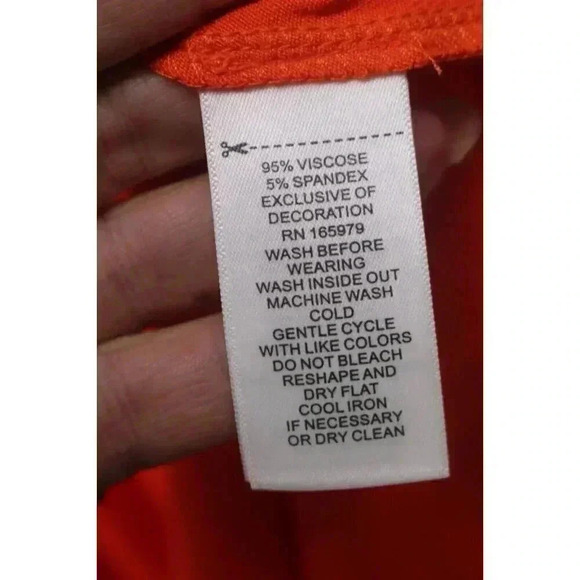 95% VISCOSE
5% SPANDEX
EXCLUSIVE OF
DECORATION
RN 165979
WASH BEFORE
WEARING
WASH INSIDE OUT
MACHINE WASH
COLD
GENTLE CYCLE
WITH LIKE COLORS
DO NOT BLEACH
RESHAPE AND
DRY FLAT
COOL IRON
IF NECESSARY
OR DRY CLEAN